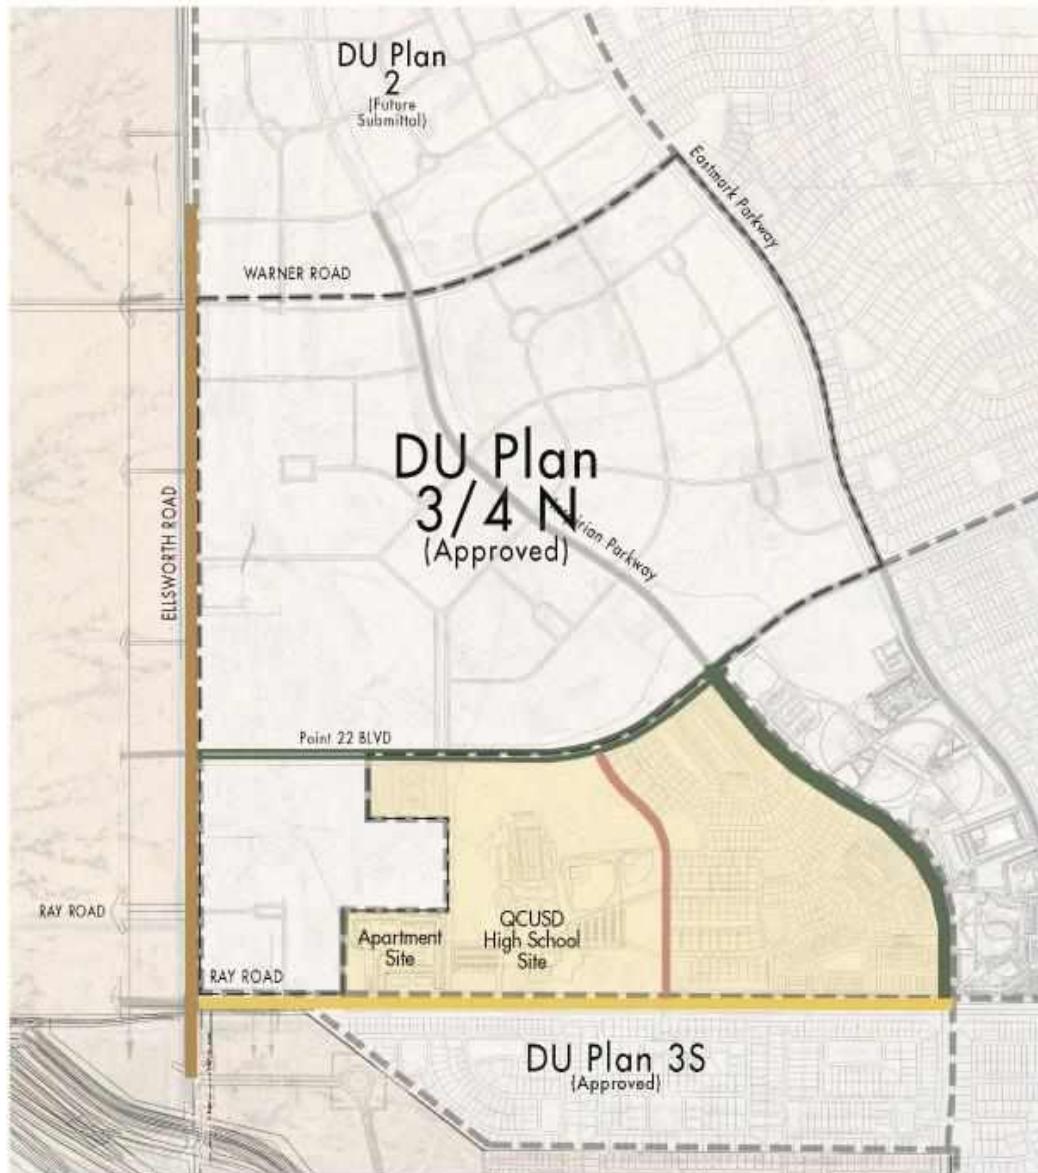 DU Plan
2
(Future
Submittal)
Eastmark Parkway
WARNER ROAD
DU Plan
3/4 N
(Approved)
Parkway
ELLSWORTH ROAD
Point 22 BLVD
RAY ROAD
Apartment
Site
QCUSD
High School
Site
RAY ROAD
DU Plan 3S
(Approved)